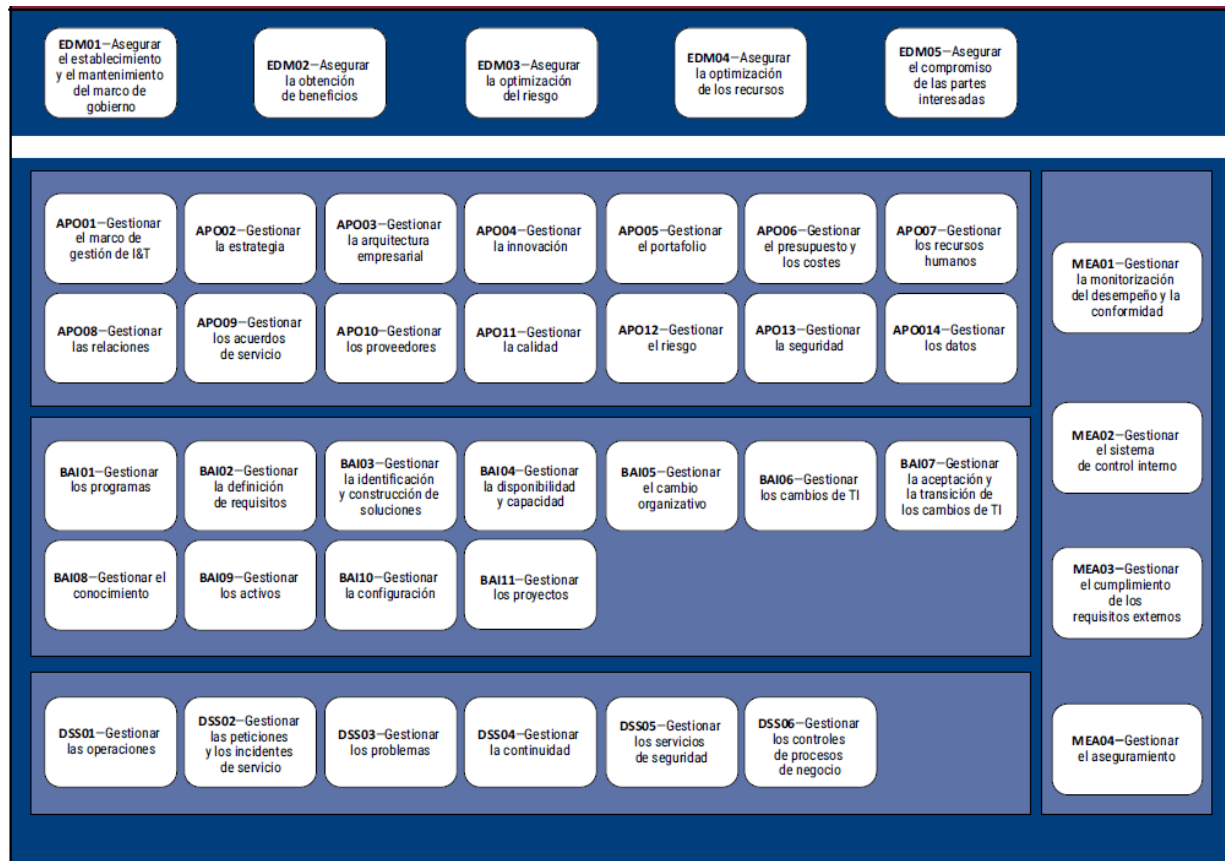 EDM01—Asegurar
el establecimiento
y el mantenimiento
del marco de
gobierno
EDM02—Asegurar
la obtención
de beneficios
EDM03—Asegurar
la optimización
del riesgo
EDM04—Asegurar
la optimización
de los recursos
EDM05—Asegurar
el compromiso
de las partes
interesadas
APO01—Gestionar
el marco de
gestión de I&T
APO02—Gestionar
la estrategia
APO03—Gestionar
la arquitectura
empresarial
APO04—Gestionar
la innovación
APO05—Gestionar
el portafolio
APO06—Gestionar
el presupuesto y
los costes
APO07—Gestionar
los recursos
humanos
APO08—Gestionar
las relaciones
APO09—Gestionar
los acuerdos
de servicio
APO10—Gestionar
los proveedores
APO11—Gestionar
la calidad
APO12—Gestionar
el riesgo
APO13—Gestionar
la seguridad
APO014—Gestionar
los datos
BAI01—Gestionar
los programas
BAI02—Gestionar
la definición
de requisitos
BAI03—Gestionar
la identificación
y construcción de
soluciones
BAI04—Gestionar
la disponibilidad
y capacidad
BAI05—Gestionar
el cambio
organizativo
BAI06—Gestionar
los cambios de TI
BAI07—Gestionar
la aceptación y
la transición de
los cambios de TI
BAI08—Gestionar el
conocimiento
BAI09—Gestionar
los activos
BAI10—Gestionar
la configuración
BAI11—Gestionar
los proyectos
DSS01—Gestionar
las operaciones
DSS02—Gestionar
las peticiones
y los incidentes
de servicio
DSS03—Gestionar
los problemas
DSS04—Gestionar
la continuidad
DSS05—Gestionar
los servicios
de seguridad
DSS06—Gestionar
los controles
de procesos
de negocio
MEA01—Gestionar
la monitorización
del desempeño y la
conformidad
MEA02—Gestionar
el sistema
de control interno
MEA03—Gestionar
el cumplimiento
de los
requisitos externos
MEA04—Gestionar
el aseguramiento